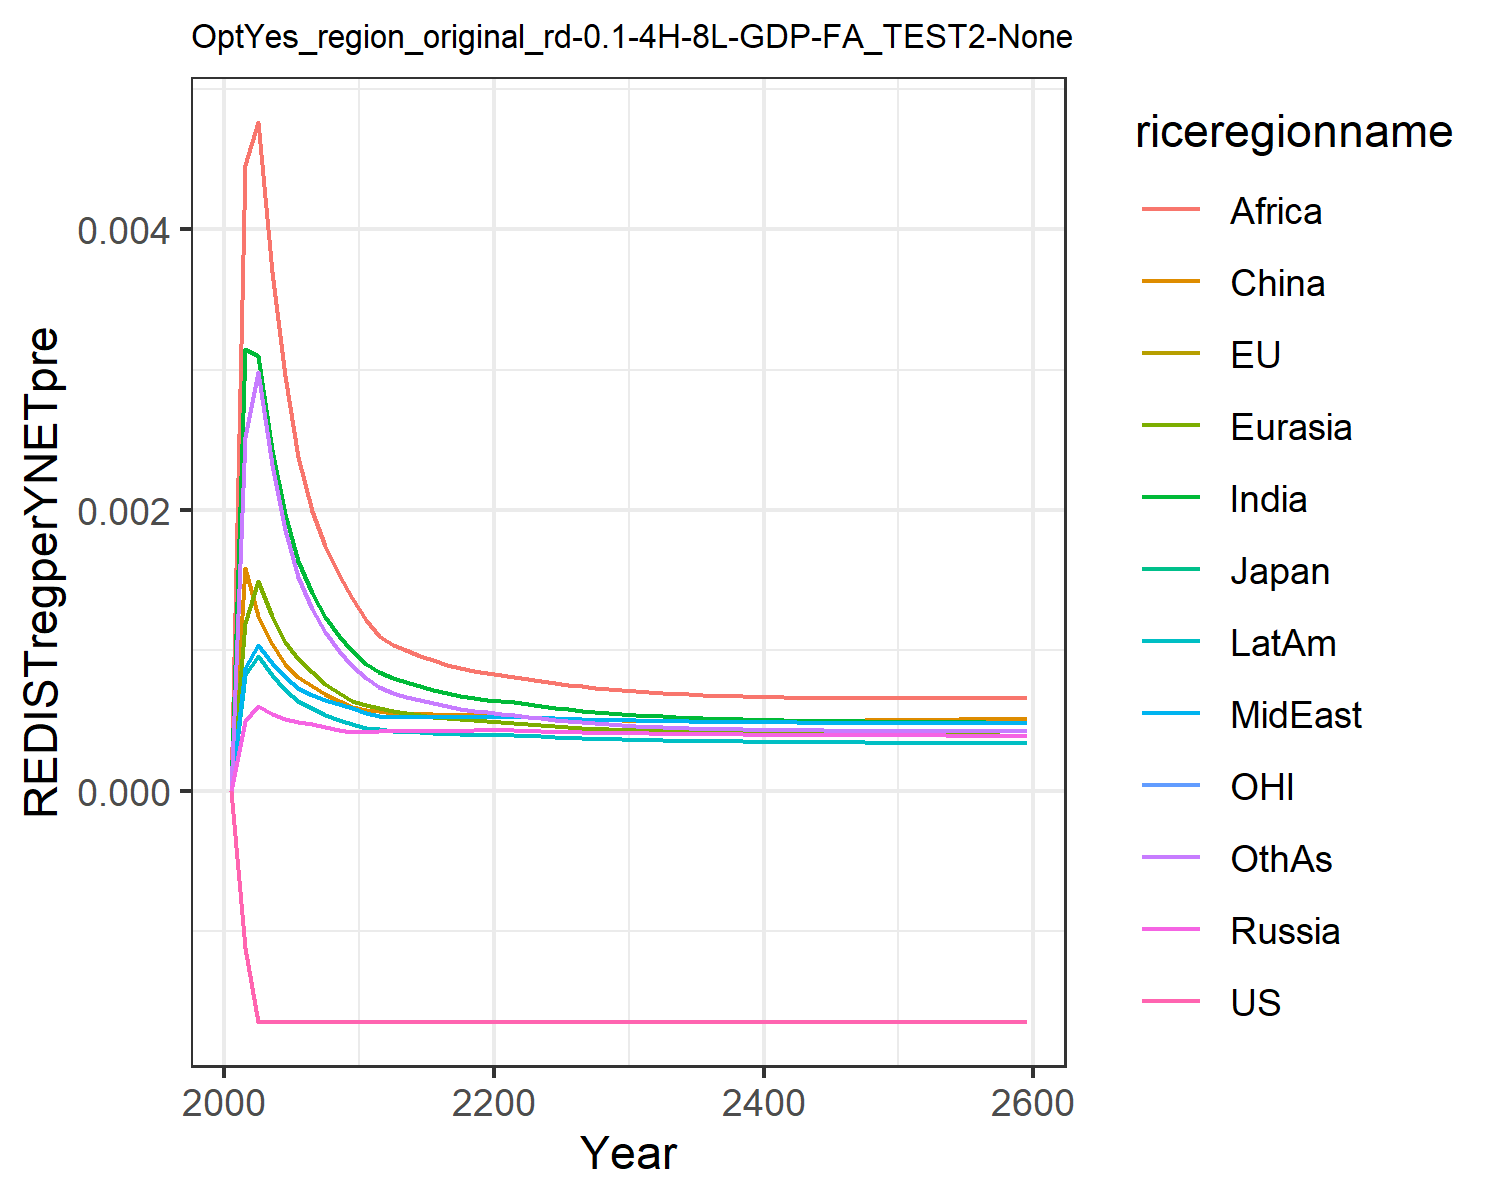 OptYes_region_original_rd-0.1-4H-8L-GDP-FA_TEST2-None
REDISTregperYNETpre
0.004
0.002
0.000
2000
2200
2400
2600
Year
riceregionname
Africa
China
EU
Eurasia
India
Japan
LatAm
MidEast
OHI
OthAs
Russia
US